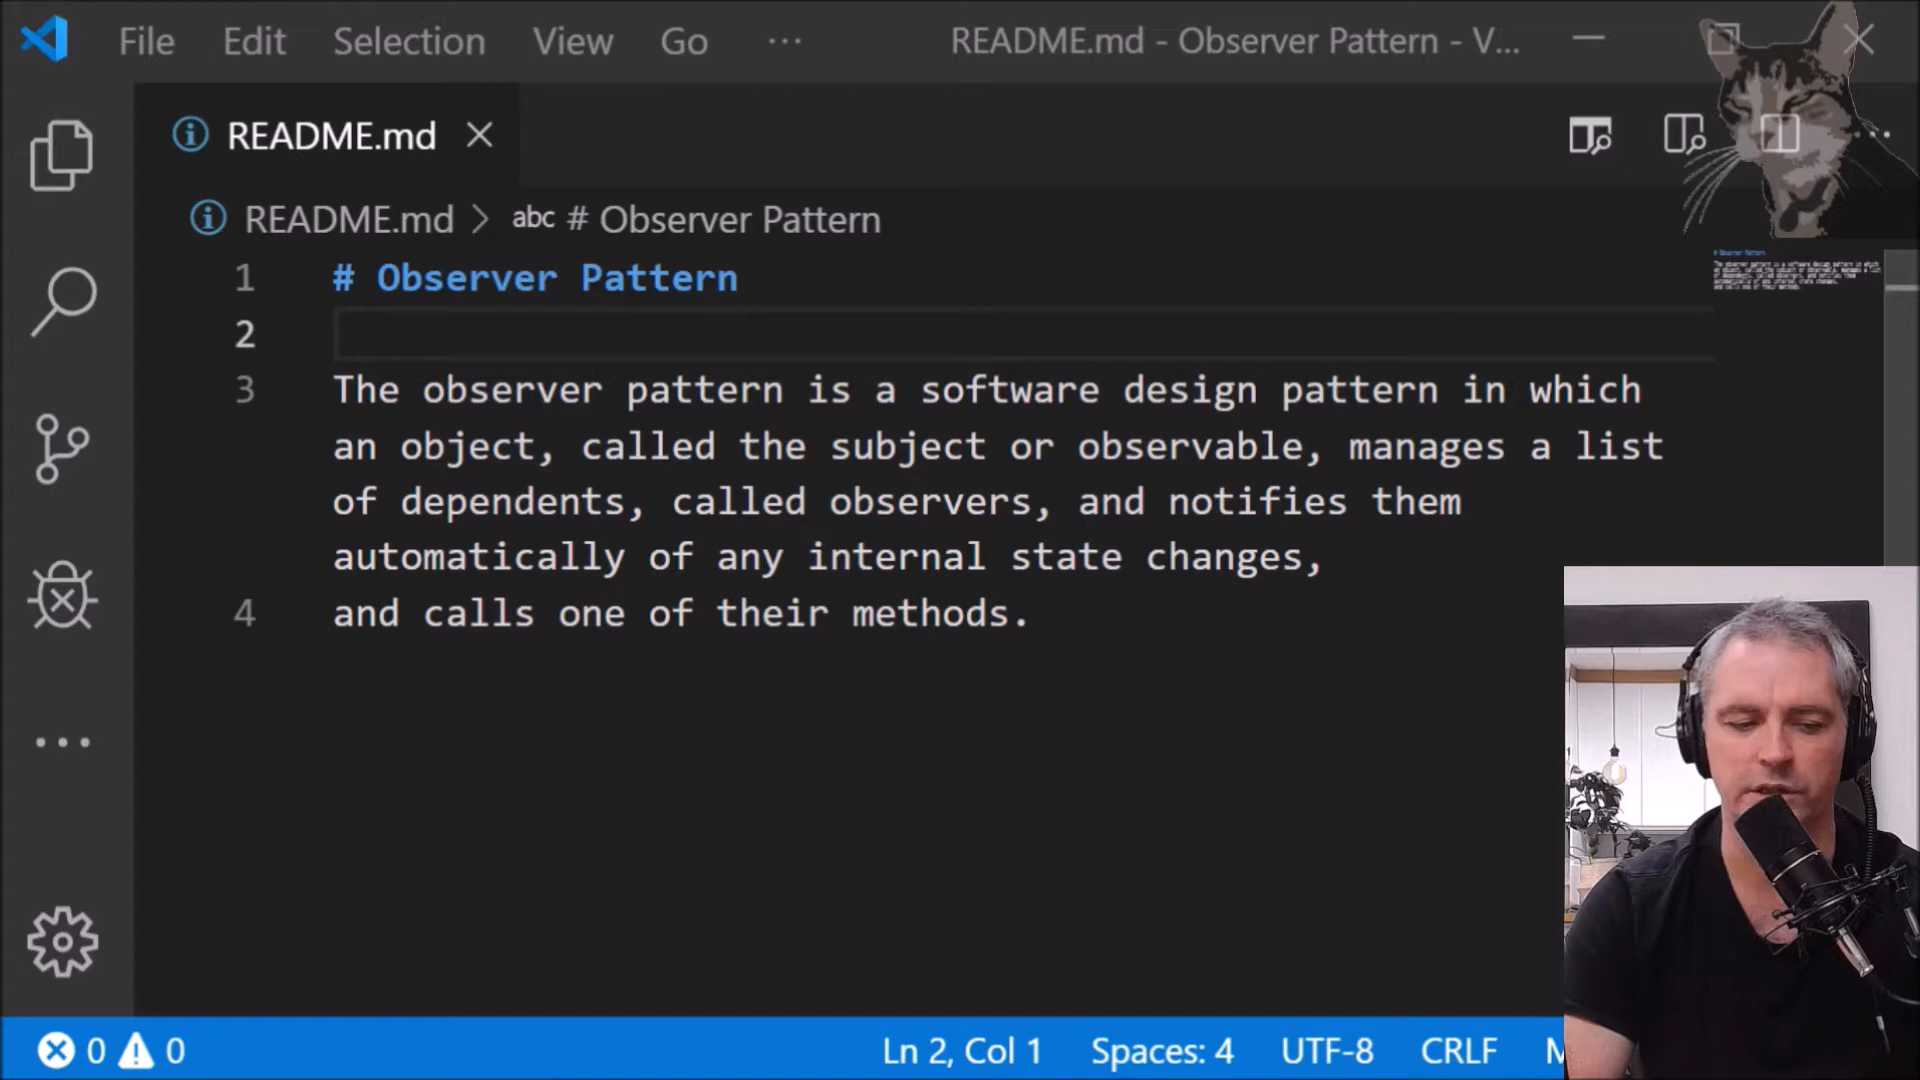 File Edit Selection View Go ··· README.md - Observer Pattern - V...
README.md
README.md > abc # Observer Pattern
1 # Observer Pattern
2
3 The observer pattern is a software design pattern in which
an object, called the subject or observable, manages a list
of dependents, called observers, and notifies them
automatically of any internal state changes,
4 and calls one of their methods.
0 0 Ln 2, Col 1 Spaces: 4 UTF-8 CRLF